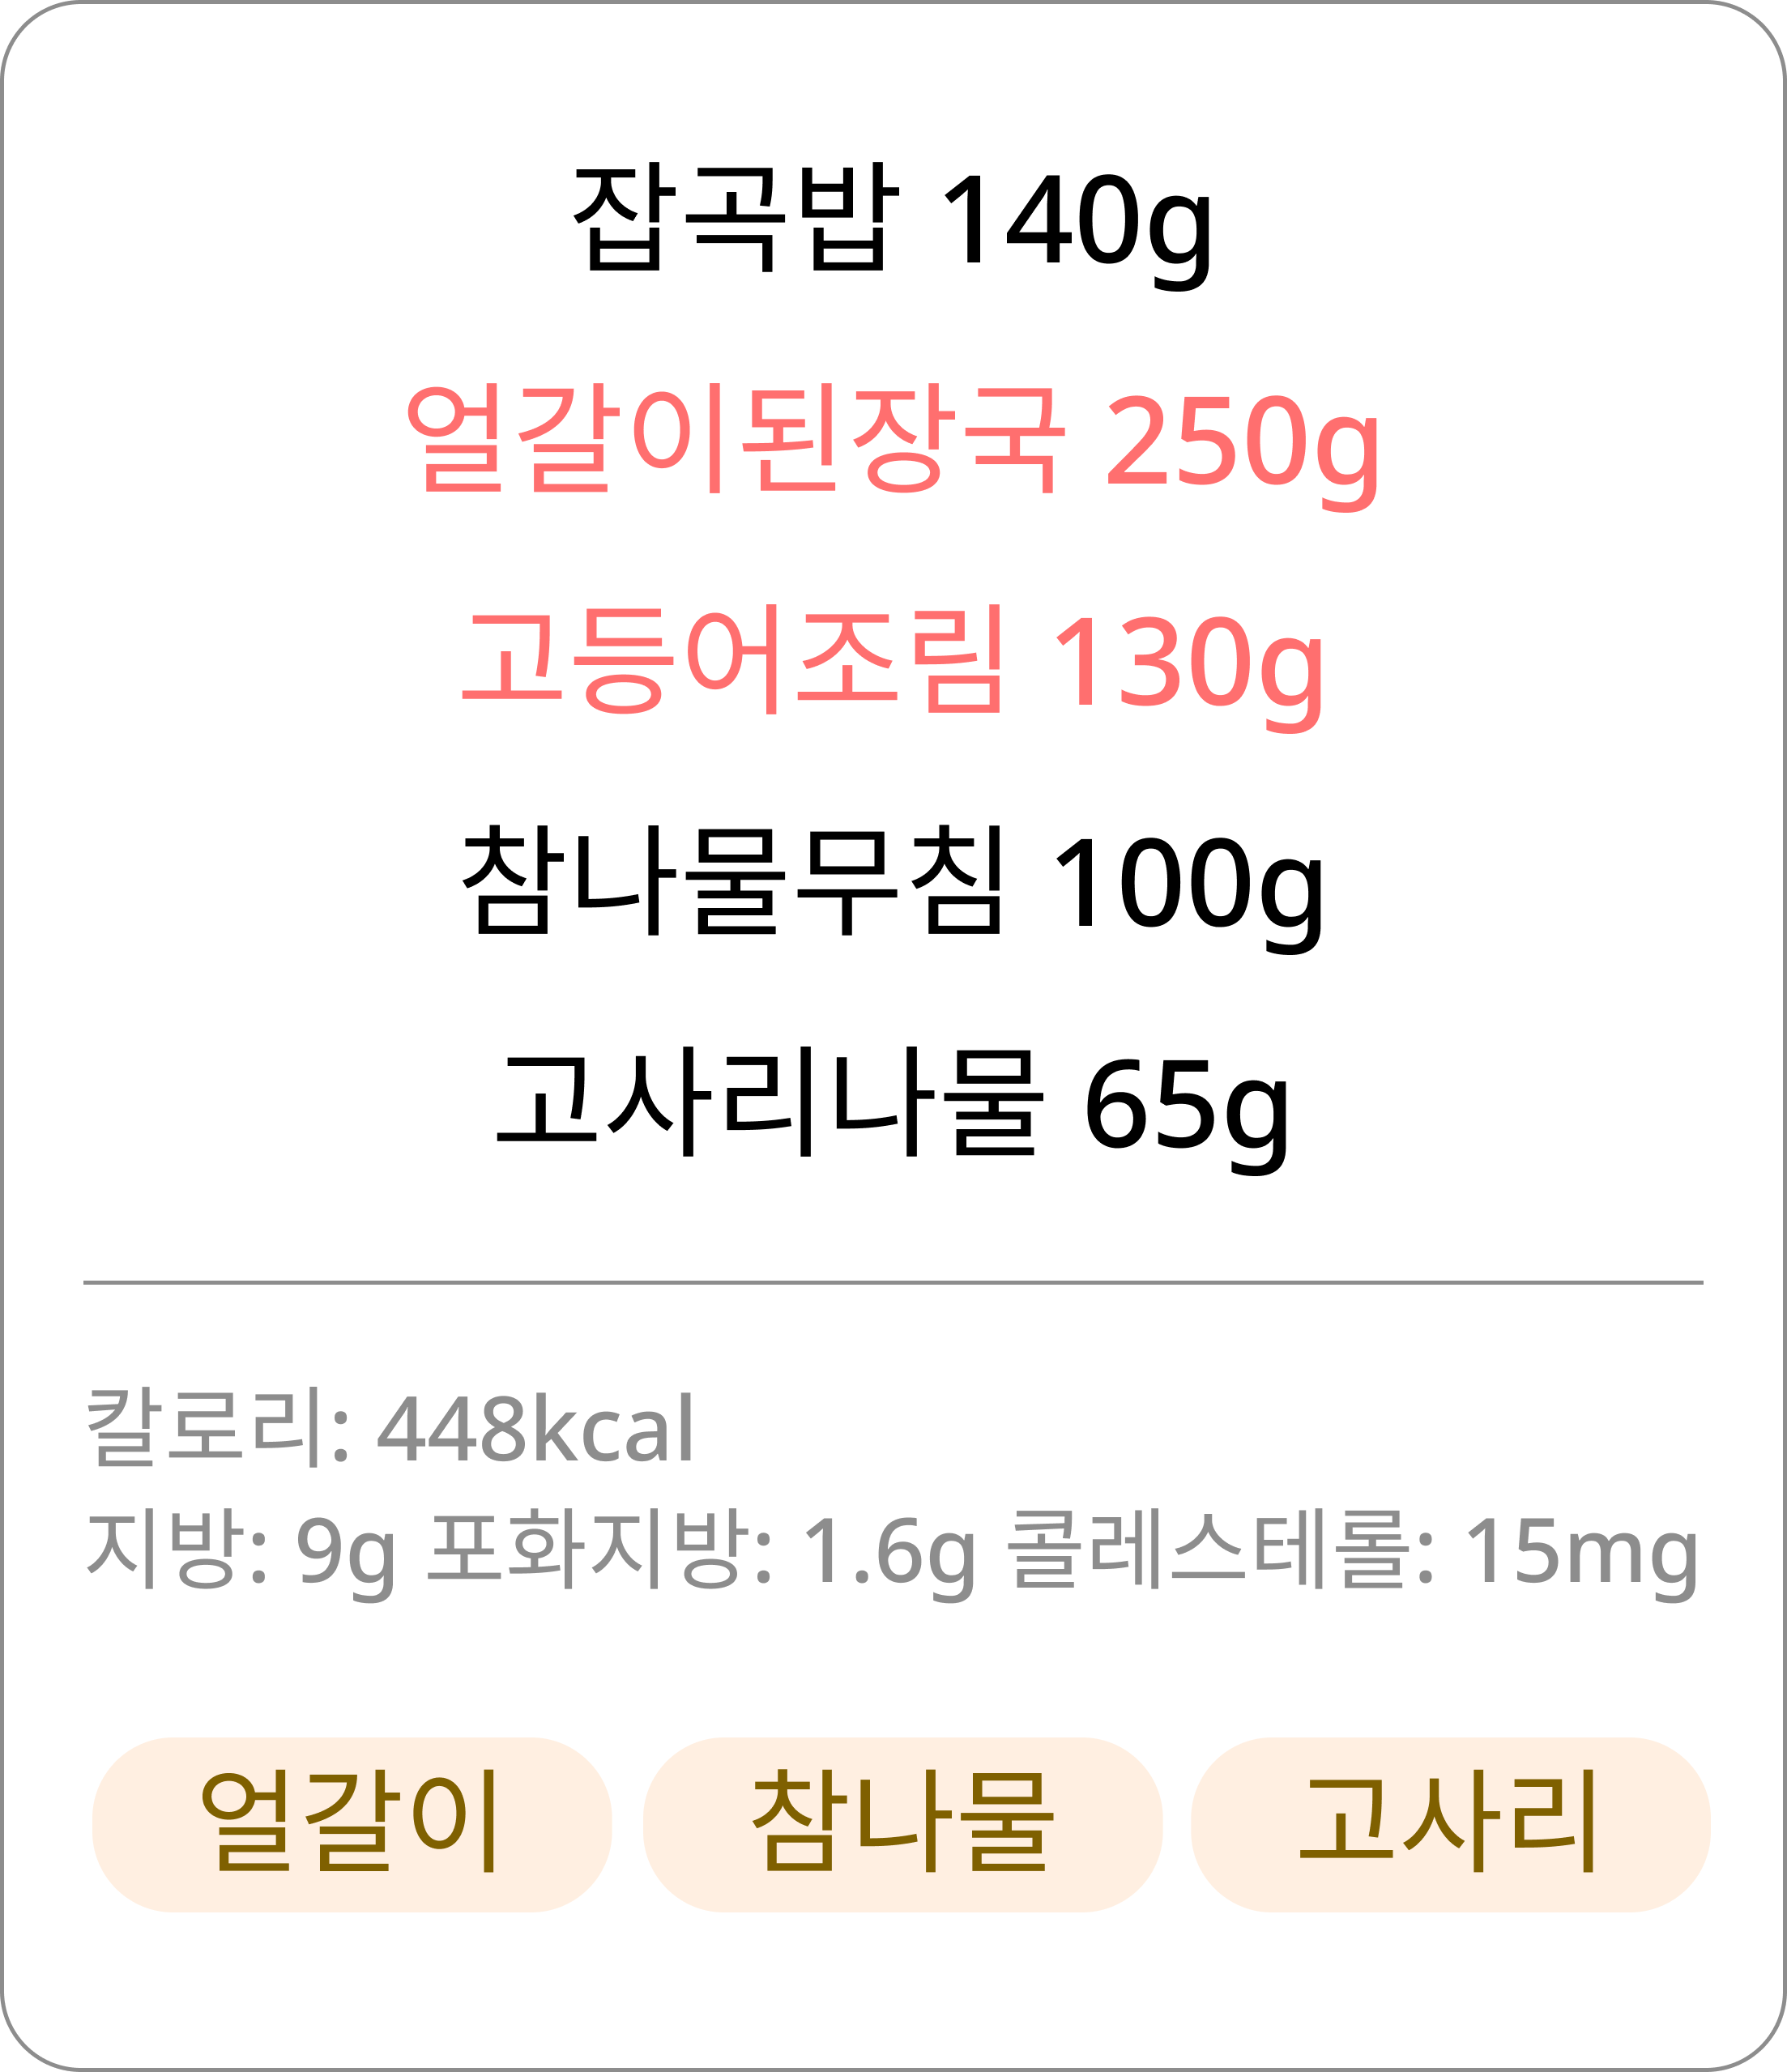 잡곡밥 140g
얼갈이된장국 250g
고등어조림 130g
참나물무침 100g
고사리나물 65g
칼로리: 448kcal
지방: 9g 포화지방: 1.6g 콜레스테롤: 15mg
얼갈이 참나물 고사리